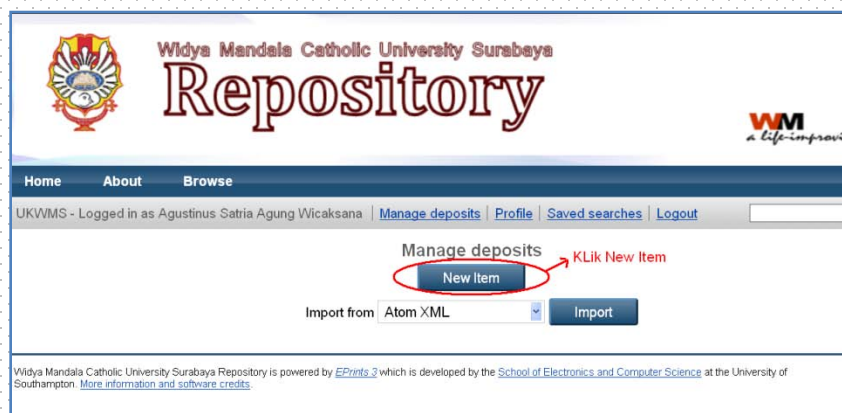 Widya Mandala Catholic University Surabaya
Repository
WM
a life-improvi
Home About Browse
UKWMS - Logged in as Agustinus Satria Agung Wicaksana | Manage deposits | Profile | Saved searches | Logout
Manage deposits
New Item
KLik New Item
Import from Atom XML Import
Widya Mandala Catholic University Surabaya Repository is powered by EPrints 3 which is developed by the School of Electronics and Computer Science at the University of
Southampton. More information and software credits.